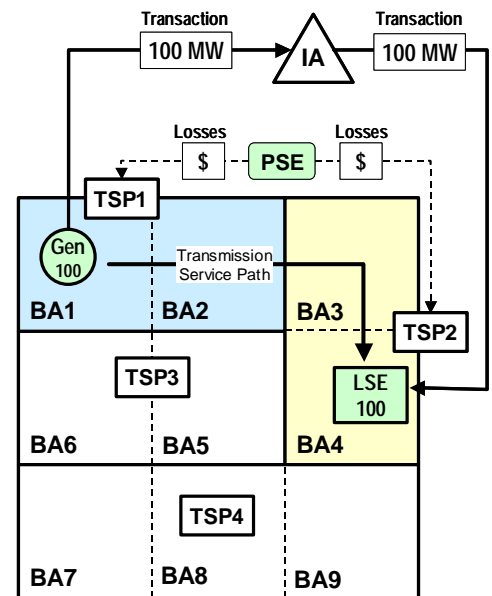 Transaction
Transaction
100 MW
IA
100 MW
Losses
Losses
$
PSE
$
TSP1
Gen
100
Transmission
Service Path
BA1
BA2
BA3
TSP2
TSP3
LSE
100
BA6
BA5
BA4
TSP4
BA7
BA8
BA9